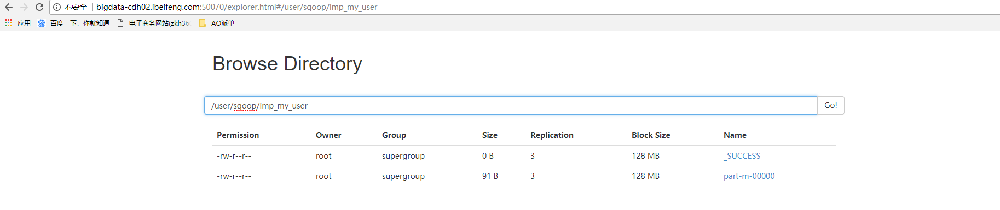 不安全 bigdata-cdh02.ibeifeng.com:50070/explorer.html#/user/sqoop/imp_my_user
应用 百度一下，你就知道 电子商务网站(zkh36 AO派单
Browse Directory
/user/sqoop/imp_my_user Go!
Permission Owner Group Size Replication Block Size Name
-rw-r--r-- root supergroup 0 B 3 128 MB _SUCCESS
-rw-r--r-- root supergroup 91 B 3 128 MB part-m-00000